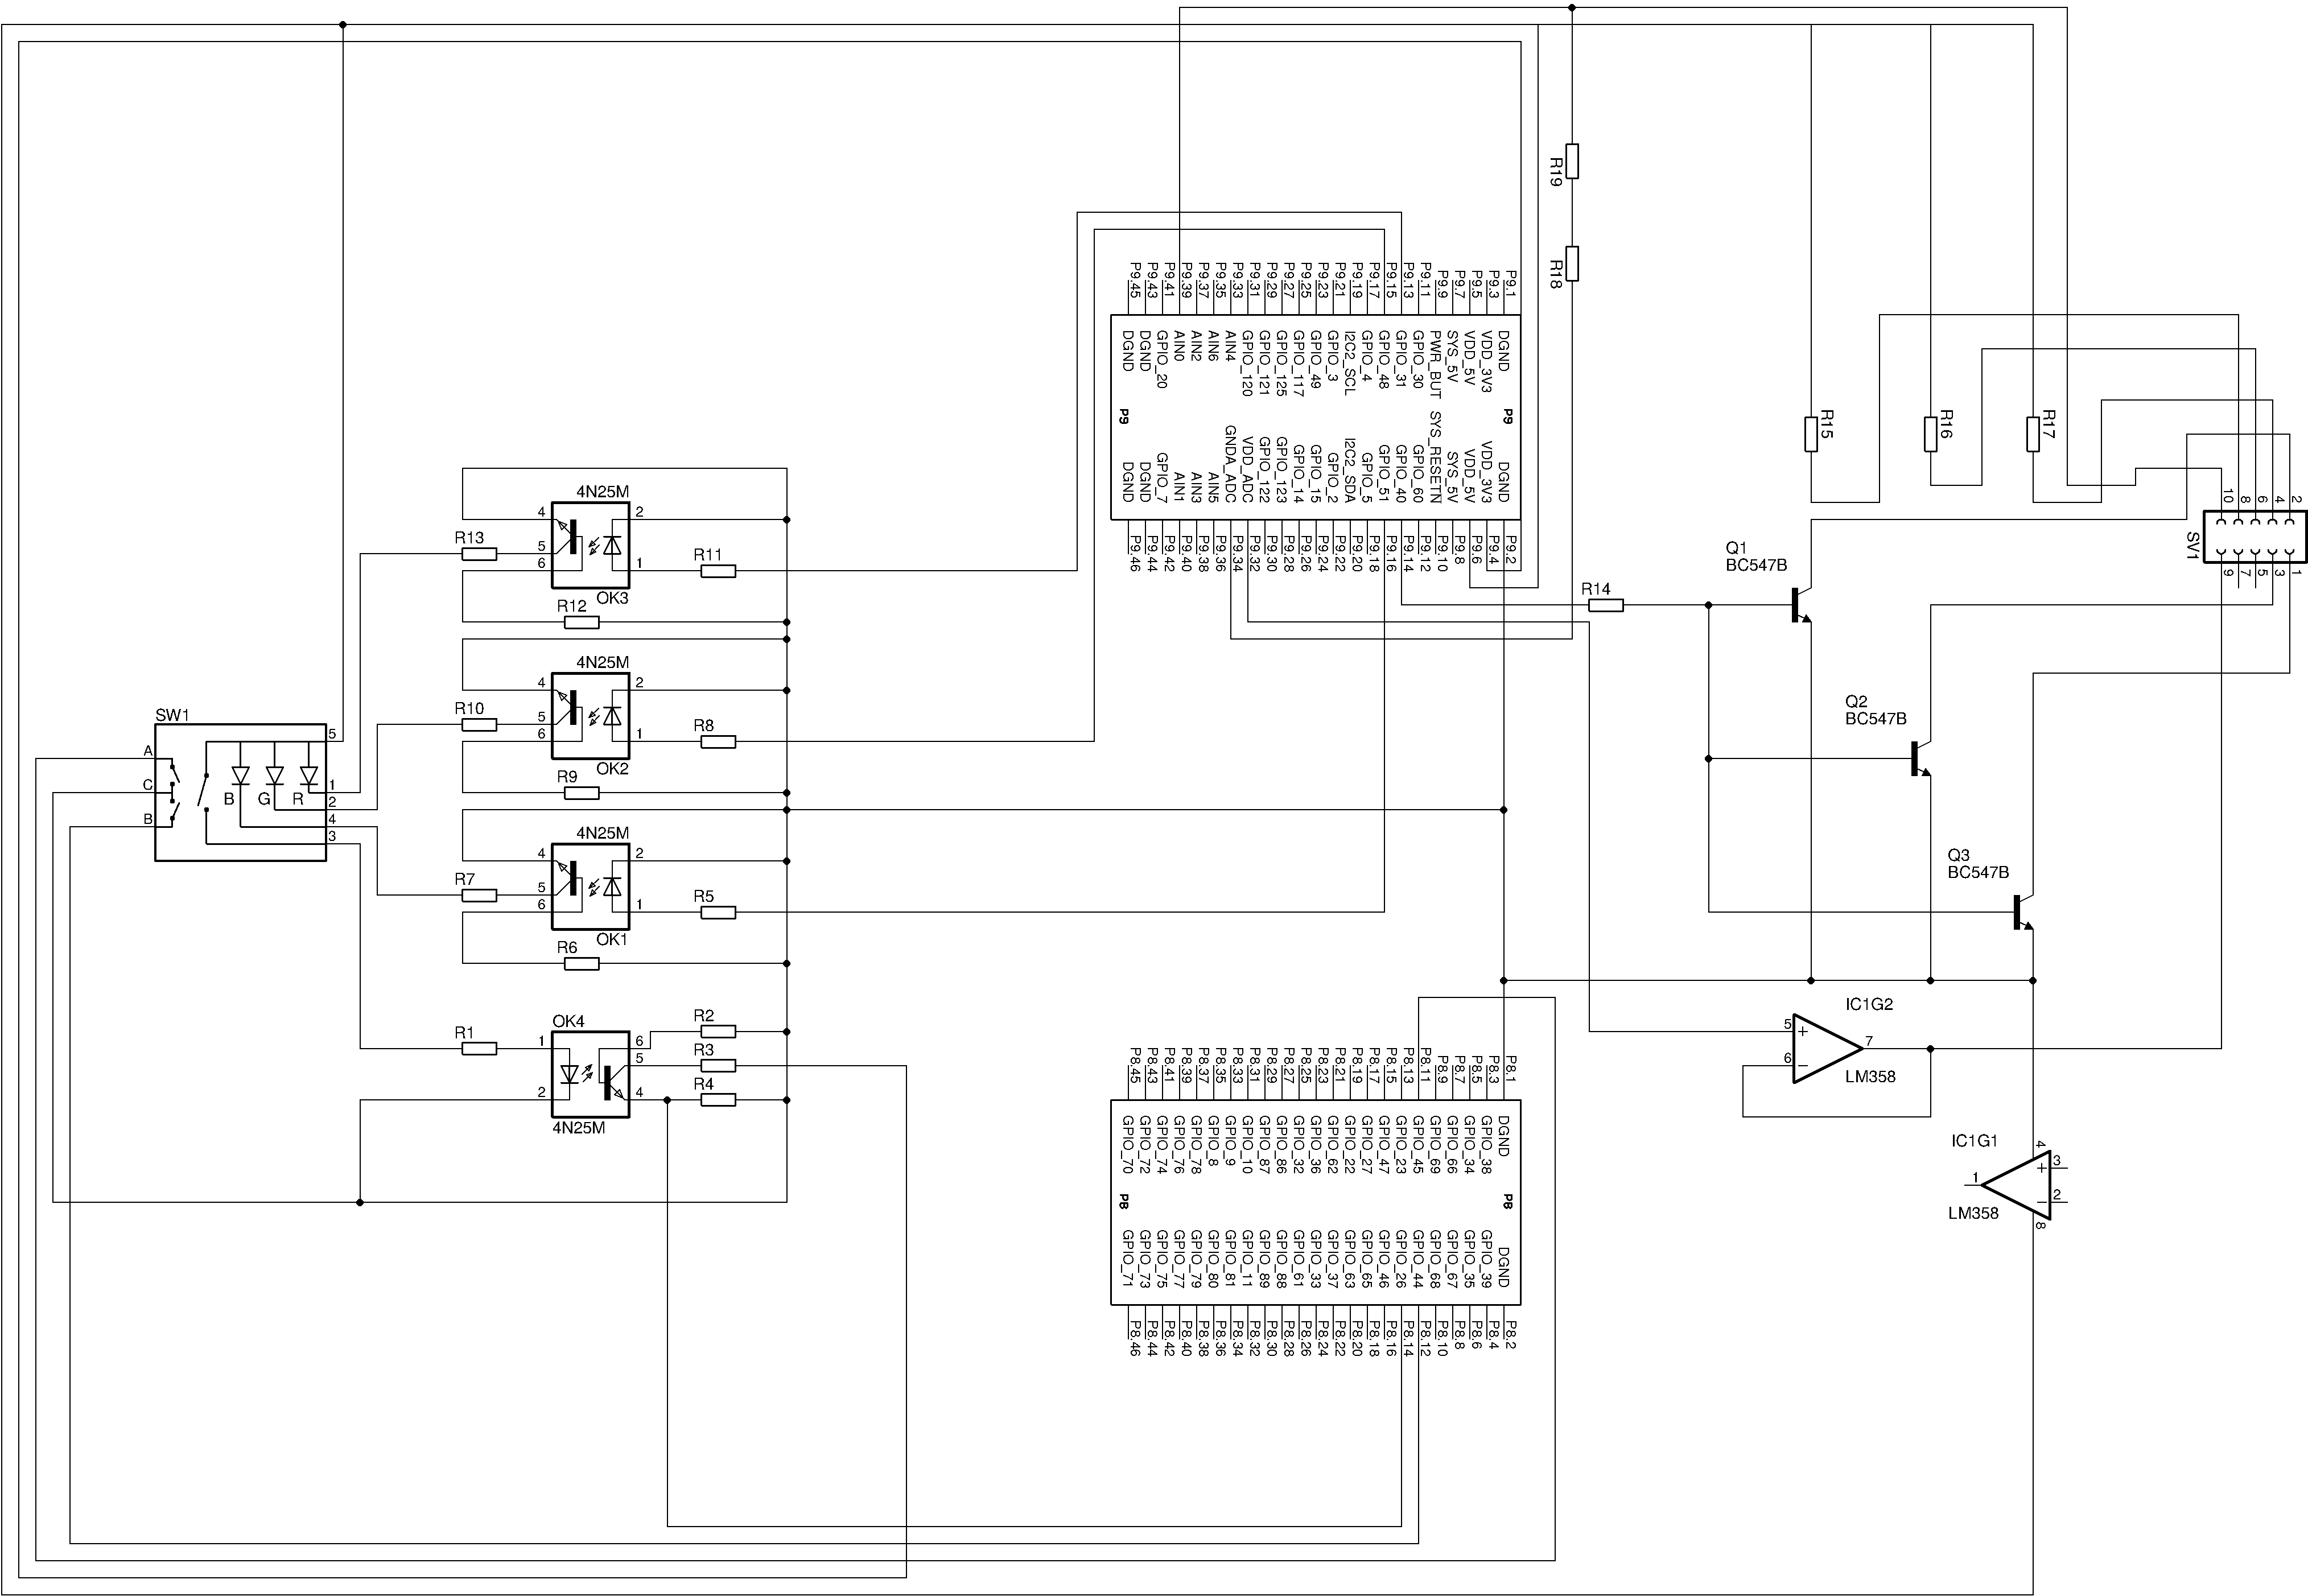 R19
R18
P9.45
P9.43
P9.41
P9.39
P9.37
P9.35
P9.33
P9.31
P9.29
P9.27
P9.25
P9.23
P9.21
P9.19
P9.17
P9.15
P9.13
P9.11
P9.9
P9.7
P9.5
P9.3
P9.1
DGND
DGND
GPIO_20
AIN0
AIN2
AIN6
AIN4
GPIO_120
GPIO_121
GPIO_125
GPIO_117
GPIO_49
GPIO_3
I2C2_SCL
GPIO_4
GPIO_48
GPIO_31
GPIO_30
PWR_BUT
SYS_5V
VDD_5V
VDD_3V3
DGND
P9
P9
DGND
DGND
GPIO_7
AIN1
AIN3
AIN5
GNDA_ADC
VDD_ADC
GPIO_122
GPIO_123
GPIO_14
GPIO_15
GPIO_2
I2C2_SDA
GPIO_5
GPIO_51
GPIO_40
GPIO_60
SYS_RESETN
SYS_5V
VDD_5V
VDD_3V3
DGND
P9.46
P9.44
P9.42
P9.40
P9.38
P9.36
P9.34
P9.32
P9.30
P9.28
P9.26
P9.24
P9.22
P9.20
P9.18
P9.16
P9.14
P9.12
P9.10
P9.8
P9.6
P9.4
P9.2
R15
R16
R17
10
8
6
4
2
SV1
9
7
5
3
1
4N25M
4
5
6
2
1
OK3
R13
R12
R11
4N25M
4
5
6
2
1
OK2
R10
R9
R8
4N25M
4
5
6
2
1
OK1
R7
R6
R5
SW1
A
C
B
B
G
R
5
1
2
4
3
R14
Q1
BC547B
Q2
BC547B
Q3
BC547B
R1
OK4
1
2
6
5
4
4N25M
R2
R3
R4
IC1G2
5
+
6
−
7
LM358
IC1G1
4
3
+
2
−
1
8
LM358
P8.45
P8.43
P8.41
P8.39
P8.37
P8.35
P8.33
P8.31
P8.29
P8.27
P8.25
P8.23
P8.21
P8.19
P8.17
P8.15
P8.13
P8.11
P8.9
P8.7
P8.5
P8.3
P8.1
GPIO_70
GPIO_72
GPIO_74
GPIO_76
GPIO_78
GPIO_8
GPIO_9
GPIO_10
GPIO_87
GPIO_86
GPIO_32
GPIO_36
GPIO_62
GPIO_22
GPIO_27
GPIO_47
GPIO_23
GPIO_45
GPIO_69
GPIO_66
GPIO_34
GPIO_38
DGND
P8
P8
GPIO_71
GPIO_73
GPIO_75
GPIO_77
GPIO_79
GPIO_80
GPIO_81
GPIO_11
GPIO_89
GPIO_88
GPIO_61
GPIO_33
GPIO_37
GPIO_63
GPIO_65
GPIO_46
GPIO_26
GPIO_44
GPIO_68
GPIO_67
GPIO_35
GPIO_39
DGND
P8.46
P8.44
P8.42
P8.40
P8.38
P8.36
P8.34
P8.32
P8.30
P8.28
P8.26
P8.24
P8.22
P8.20
P8.18
P8.16
P8.14
P8.12
P8.10
P8.8
P8.6
P8.4
P8.2